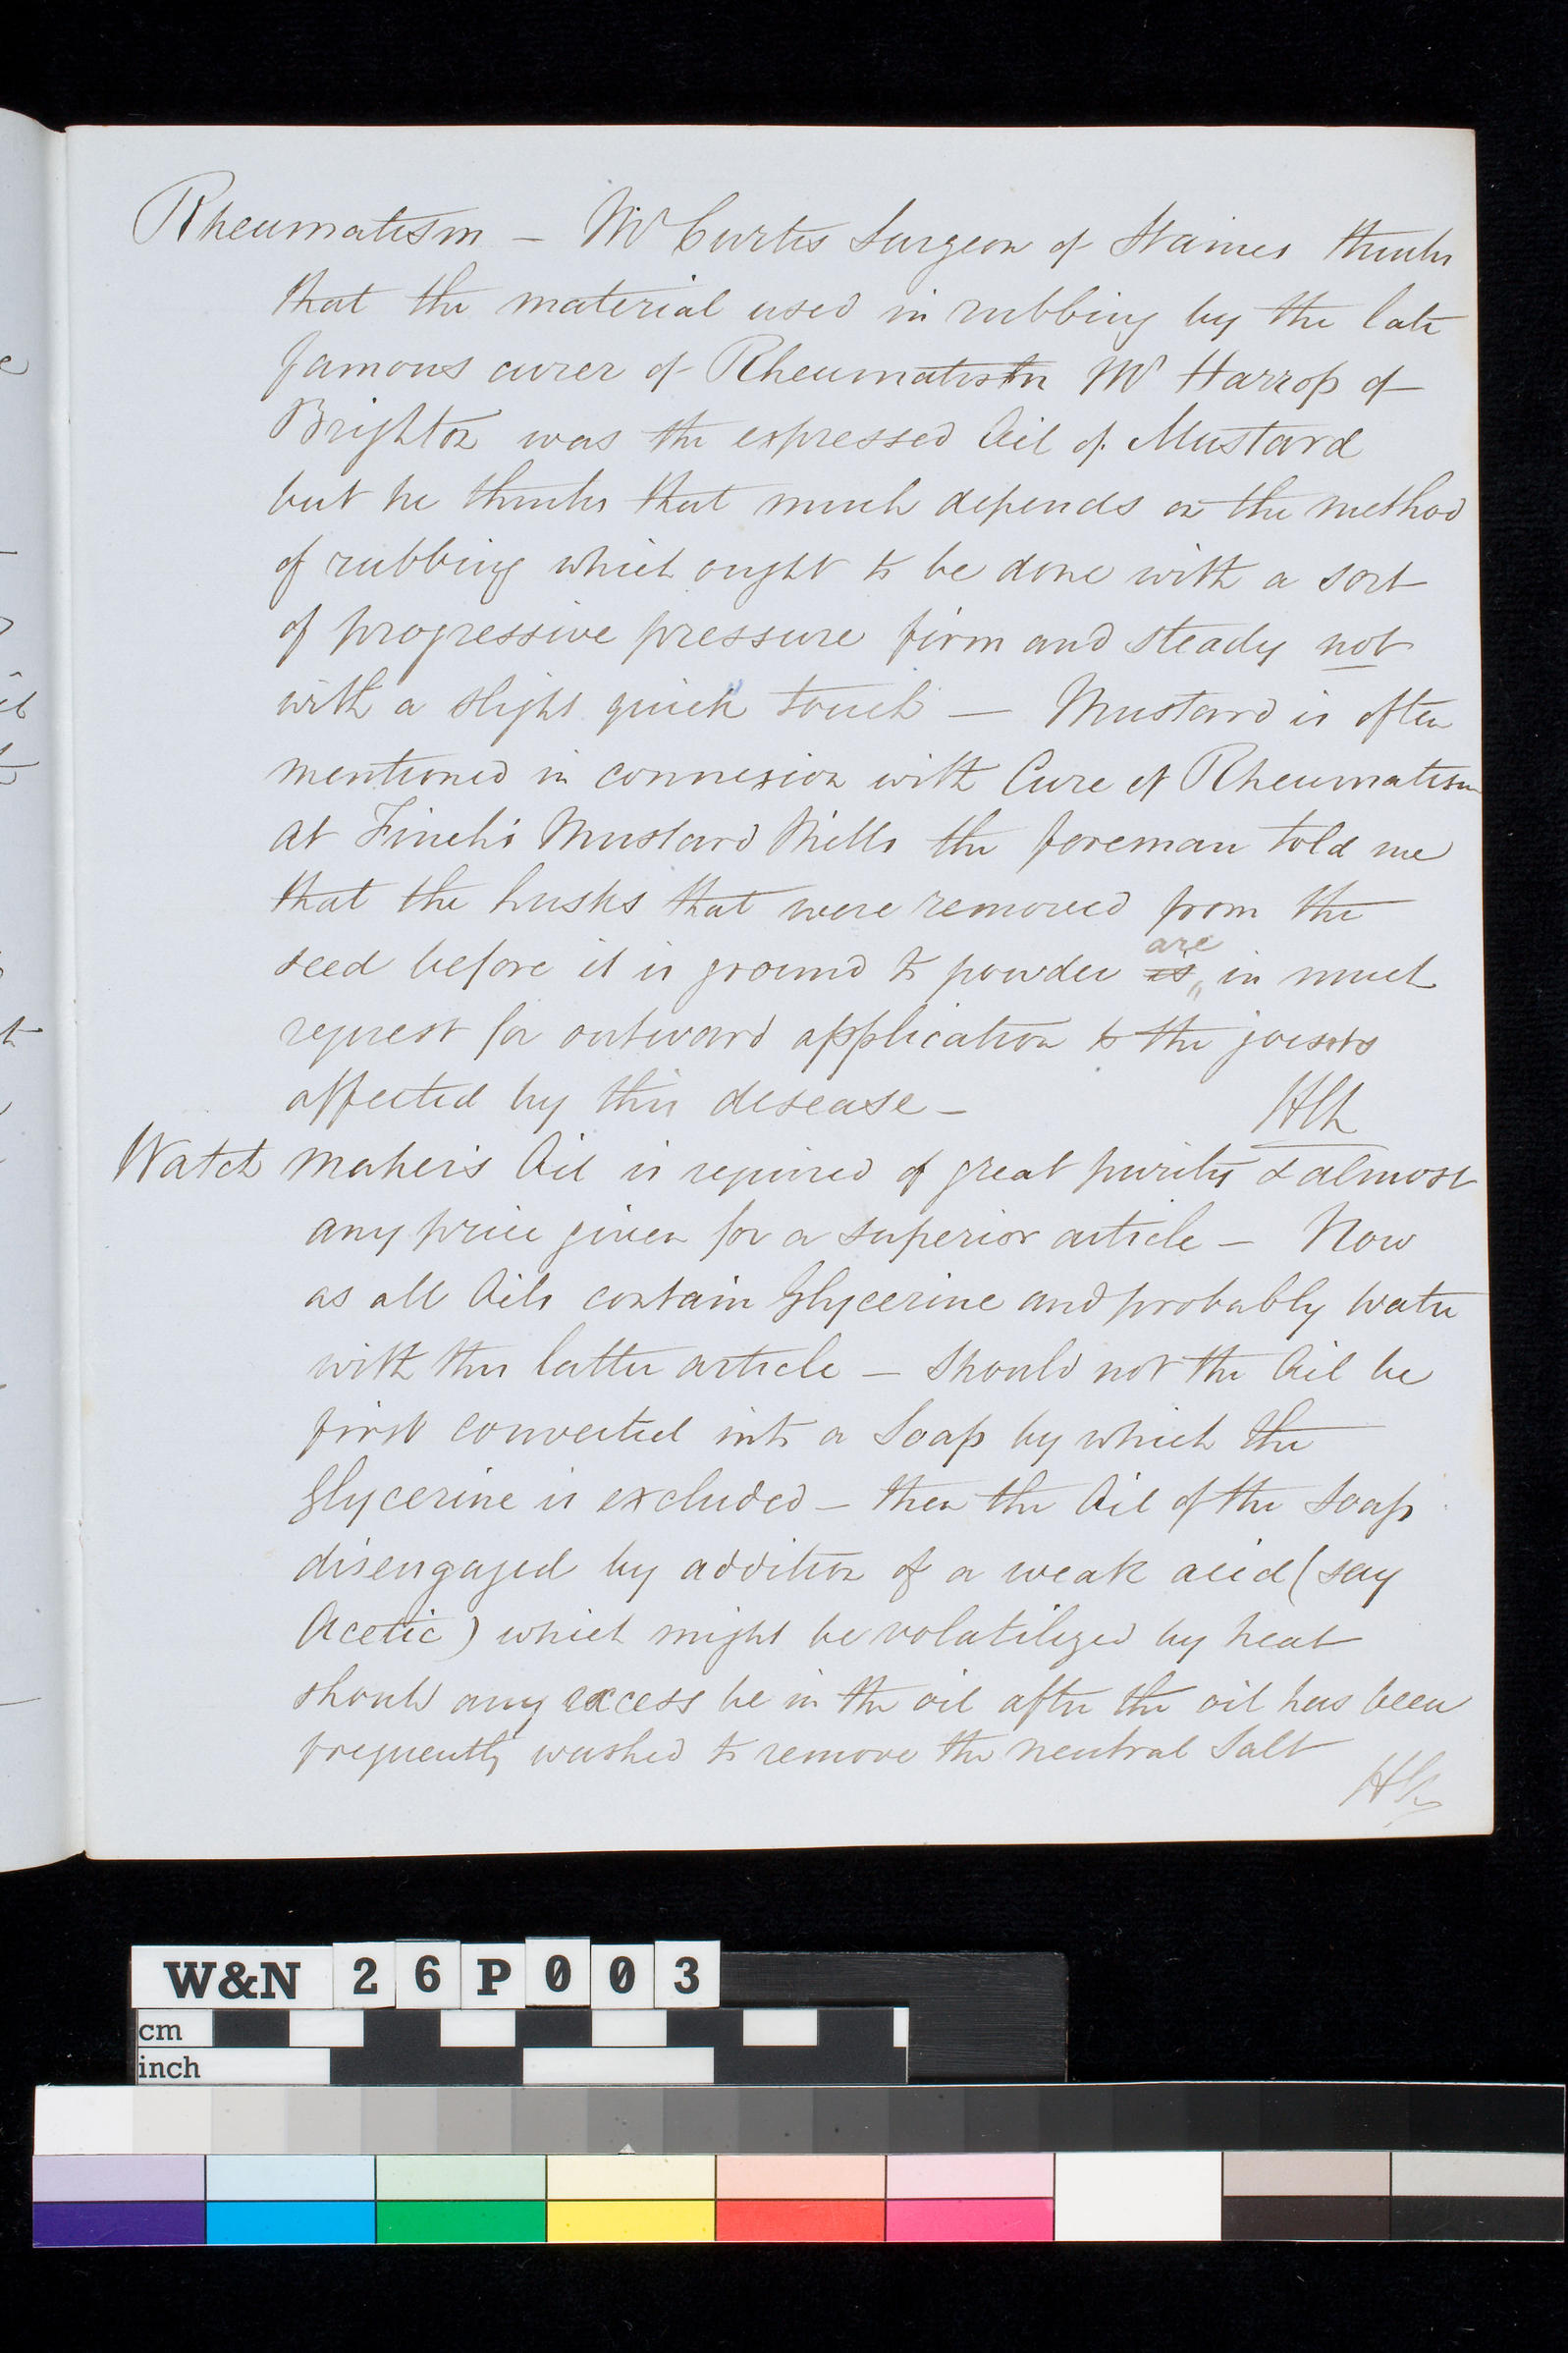 Rheumatism – Mr Curtis Surgeon of Staines thinks
that the material used in rubbing by the late
famous curer of Rheumatism Mr Harrop of
Brighton was the expressed Oil of Mustard
but he thinks that much depends on the method
of rubbing which ought to be done with a sort
of progressive pressure firm and steady not
with a slight quick touch — Mustard is often
mentioned in connexion with Cure of Rheumatism
at Finch's Mustard Mills the foreman told me
that the husks that were removed from the
are
seed before it is ground to powder is in much
request for outward application to the joints
affected by this disease –
HCN
Watch maker's Oil is required of great purity & almost
any price given for a superior article – Now
as all Oils contain Glycerine and probably water
with this latter article – should not the Oil be
first converted into a Soap by which the
Glycerine is excluded – then the Oil of the Soap
disengaged by addition of a weak acid (say
Acetic) which might be volatilized by heat
should any excess be in the oil after the oil has been
frequently washed to remove the neutral Salt
W&N 26P003
cm
inch